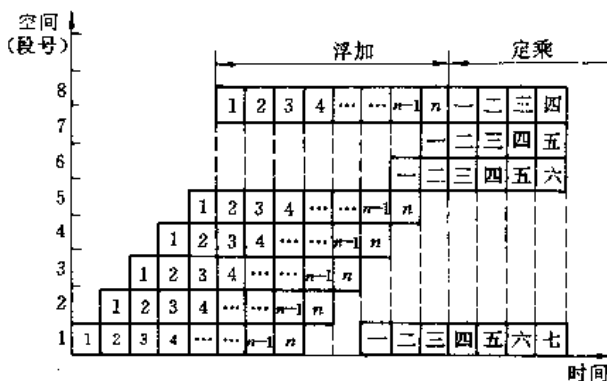 空间
(段号)
浮加
定乘
8
1 2 3 4 … … n-1 n 一 二 三 四
7
一 二 三 四 五
6
一 二 三 四 五 六
5
1 2 3 4 … … n-1 n
4
1 2 3 4 … … n-1 n
3
1 2 3 4 … … n-1 n
2
1 2 3 4 … … n-1 n
1
1 2 3 4 … … n-1 n 一 二 三 四 五 六 七
时间